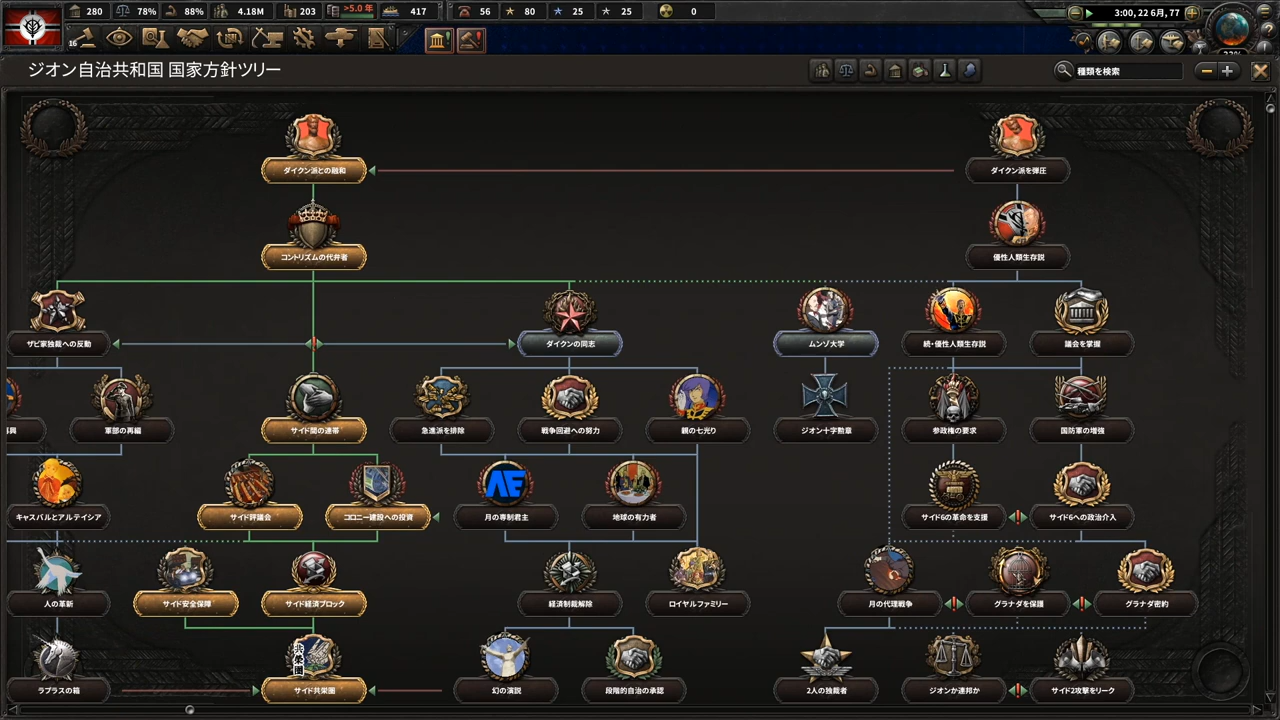 280 78% 88% 4.18M 203 >5.0 年 417 56 80 25 25 0 3:00, 22 6月, 77
16
ジオン自治共和国 国家方針ツリー 種類を検索
ダイクン派との融和 ダイクン派を弾圧
コントリズムの代弁者 優性人類生存説
ザビ家独裁への反動 ダイクンの同志 ムンゾ大学 続・優性人類生存説 議会を掌握
軍部の再編 サイド間の連帯 急進派を排除 戦争回避への努力 親の七光り ジオン十字勲章 参政権の要求 国防軍の増強
キャスバルとアルテイシア サイド評議会 コロニー建設への投資 AE 月の専制君主 地球の有力者 サイド6の革命を支援 サイド6への政治介入
人の革新 サイド安全保障 サイド経済ブロック 経済制裁解除 ロイヤルファミリー 月の代理戦争 グラナダを保護 グラナダ密約
共栄圏
ラプラスの箱 サイド共栄圏 幻の演説 段階的自治の承認 2人の独裁者 ジオンか連邦か サイド2攻撃をリーク